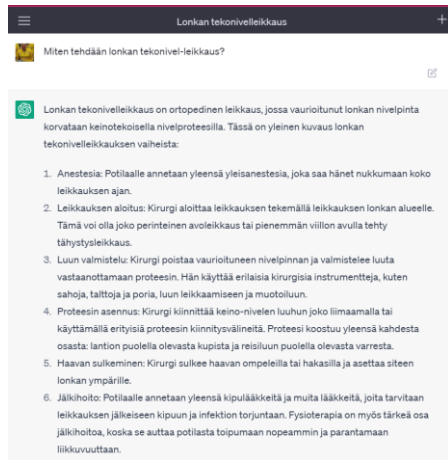 Lonkan tekonivelleikkaus
Miten tehdään lonkan tekonivel-leikkaus?
Lonkan tekonivelleikkaus on ortopedinen leikkaus, jossa vaurioitunut lonkan nivelpinta
korvataan keinotekoisella nivelproteesilla. Tässä on yleinen kuvaus lonkan
tekonivelleikkauksen vaiheista:
1. Anestesia: Potilaalle annetaan yleensä yleisanestesia, joka saa hänet nukkumaan koko
leikkauksen ajan.
2. Leikkauksen aloitus: Kirurgi aloittaa leikkauksen tekemällä leikkauksen lonkan alueelle.
Tämä voi olla joko perinteinen avoleikkaus tai pienemmän viillon avulla tehty
tähystysleikkaus.
3. Luun valmistelu: Kirurgi poistaa vaurioituneen nivelpinnan ja valmistelee luuta
vastaanottamaan proteesin. Hän käyttää erilaisia kirurgisia instrumentteja, kuten
sahoja, talttoja ja poria, luun leikkaamiseen ja muotoiluun.
4. Proteesin asennus: Kirurgi kiinnittää keino-nivelen luuhun joko liimaamalla tai
käyttämällä erityisiä proteesin kiinnitysvälineitä. Proteesi koostuu yleensä kahdesta
osasta: lantion puolella olevasta kupista ja reisiluun puolella olevasta varresta.
5. Haavan sulkeminen: Kirurgi sulkee haavan ompeleilla tai hakasilla ja asettaa siteen
lonkan ympärille.
6. Jälkihoito: Potilaalle annetaan yleensä kipulääkkeitä ja muita lääkkeitä, joita tarvitaan
leikkauksen jälkeiseen kipuun ja infektion torjuntaan. Fysioterapia on myös tärkeä osa
jälkihoitoa, koska se auttaa potilasta toipumaan nopeammin ja parantamaan
liikkuvuuttaan.